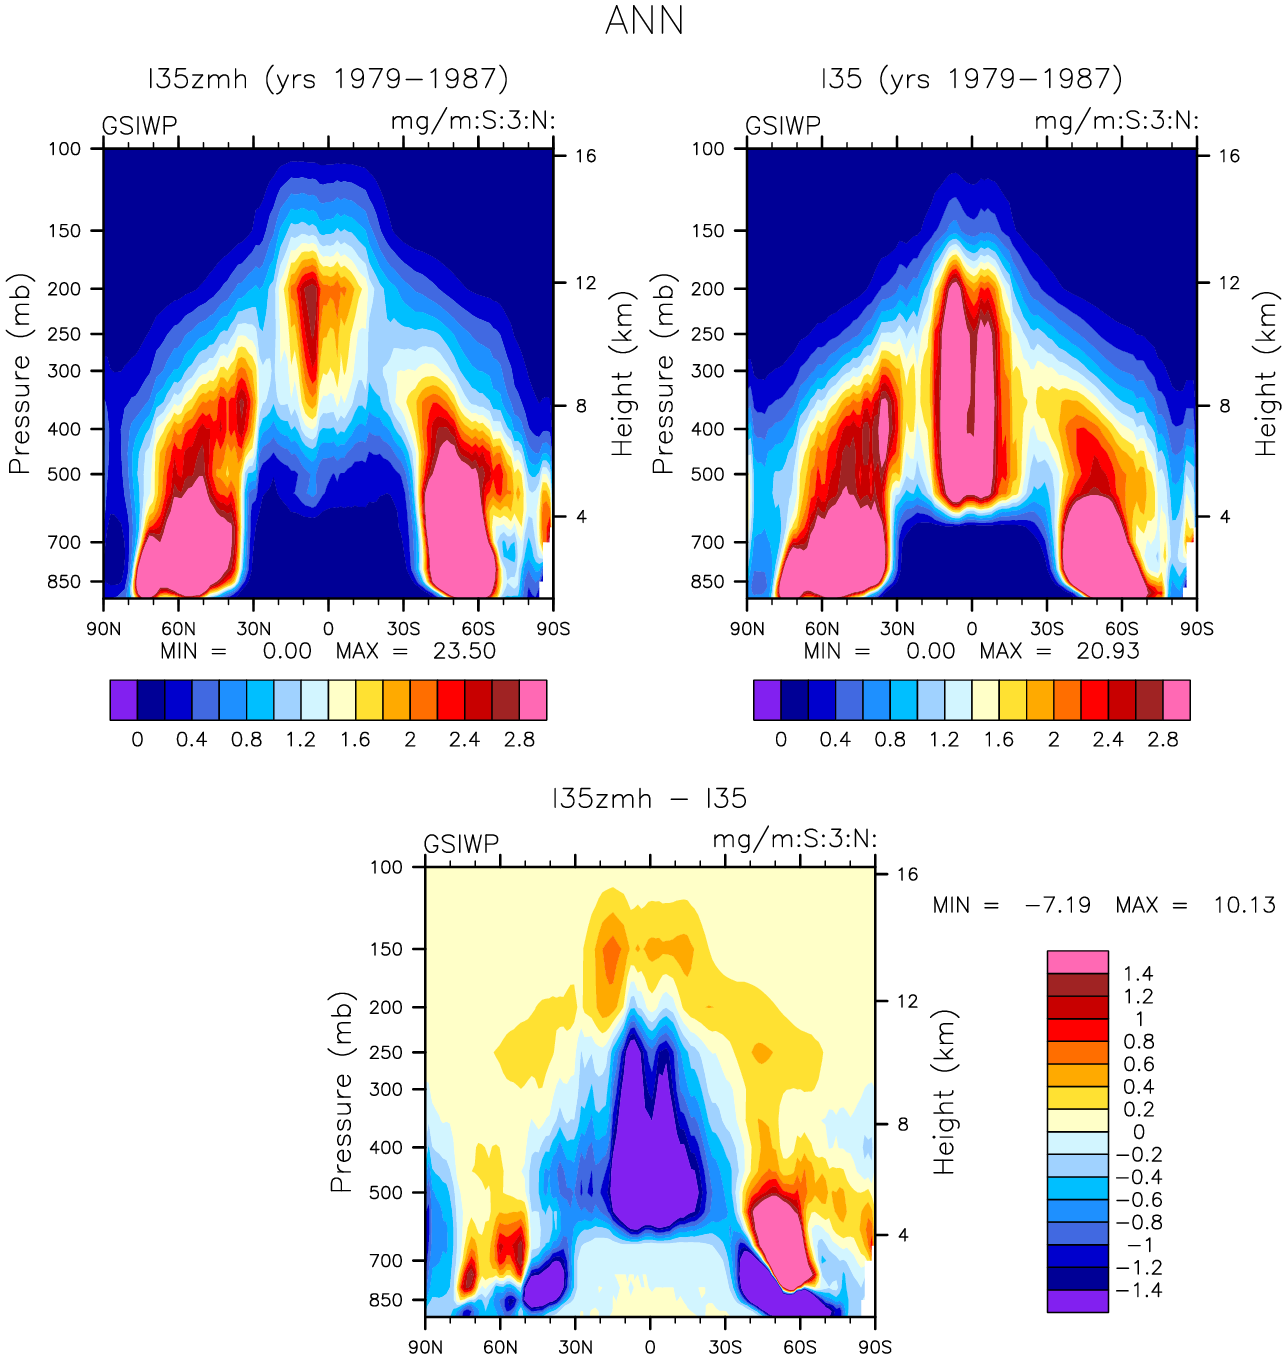 ANN
I35zmh (yrs 1979-1987)
GSIWP mg/m:S:3:N:
Pressure (mb)
100
150
200
250
300
400
500
700
850
16
12
8
4
Height (km)
90N 60N 30N 0 30S 60S 90S
MIN = 0.00 MAX = 23.50
0 0.4 0.8 1.2 1.6 2 2.4 2.8
I35 (yrs 1979-1987)
GSIWP mg/m:S:3:N:
Pressure (mb)
100
150
200
250
300
400
500
700
850
16
12
8
4
Height (km)
90N 60N 30N 0 30S 60S 90S
MIN = 0.00 MAX = 20.93
0 0.4 0.8 1.2 1.6 2 2.4 2.8
I35zmh - I35
GSIWP mg/m:S:3:N:
Pressure (mb)
100
150
200
250
300
400
500
700
850
16
12
8
4
Height (km)
90N 60N 30N 0 30S 60S 90S
MIN = -7.19 MAX = 10.13
1.4
1.2
1
0.8
0.6
0.4
0.2
0
-0.2
-0.4
-0.6
-0.8
-1
-1.2
-1.4